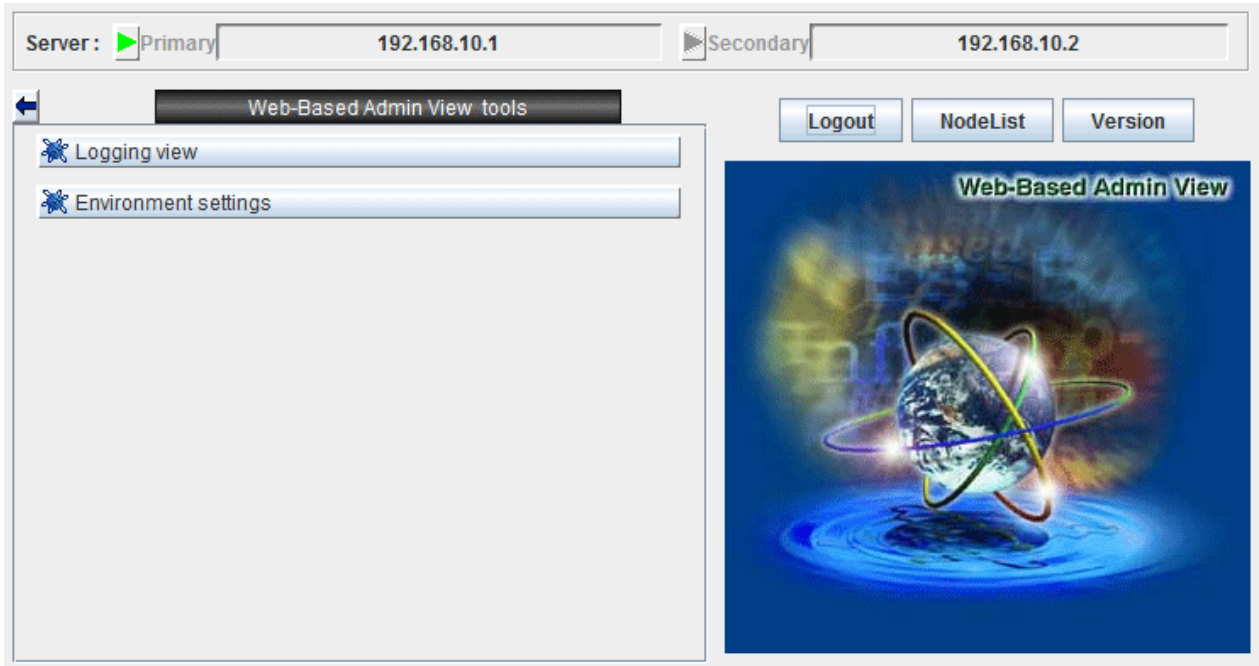 Server : Primary 192.168.10.1 Secondary 192.168.10.2
Web-Based Admin View tools
Logout NodeList Version
Logging view
Environment settings
Web-Based Admin View